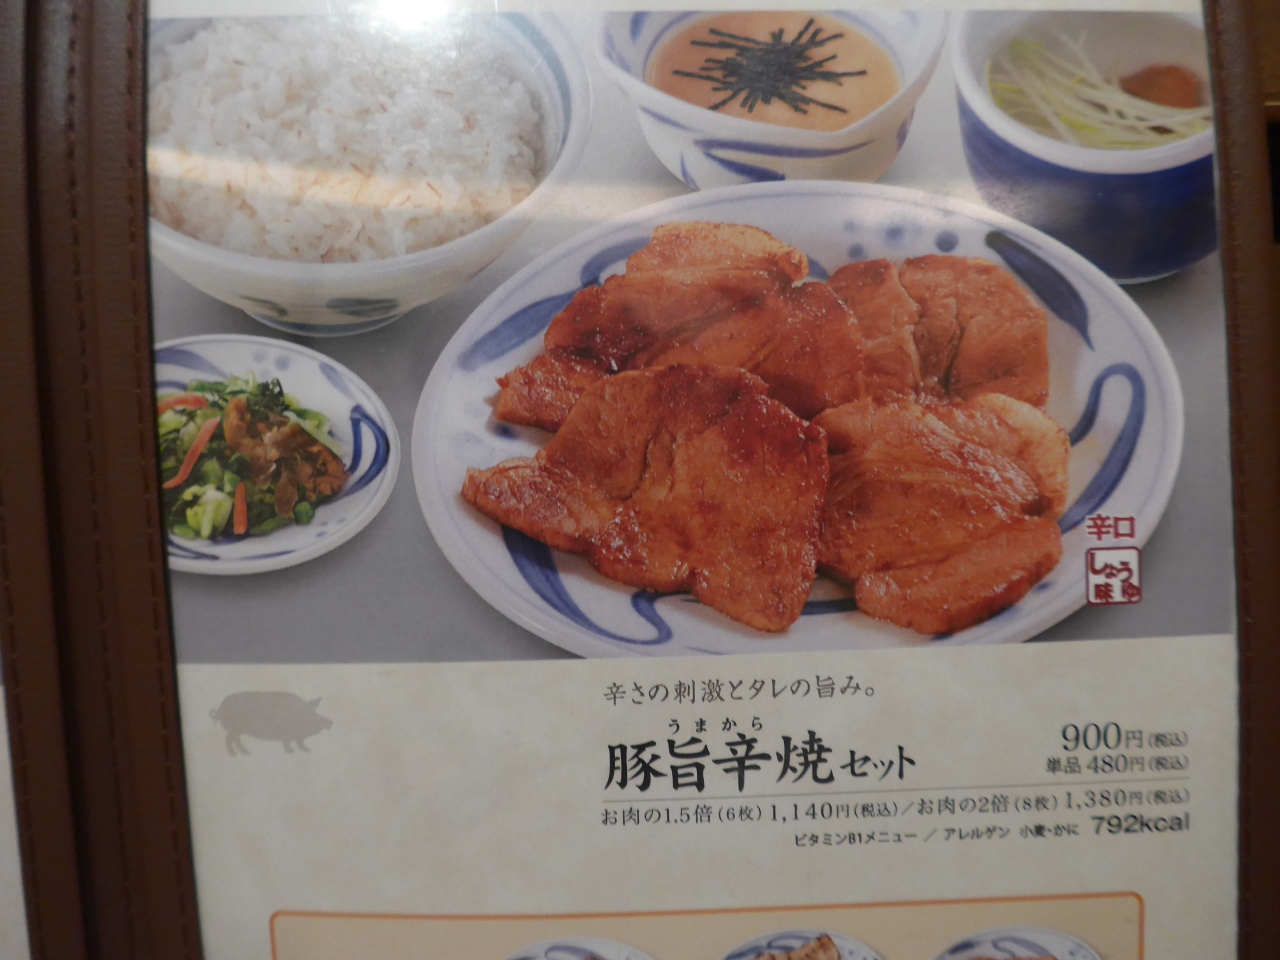 辛口
しょうゆ味
辛さの刺激とタレの旨み。
うまから
豚旨辛焼セット
900円(税込)
単品 480円(税込)
お肉の1.5倍(6枚) 1,140円(税込)／お肉の2倍(8枚) 1,380円(税込)
ビタミンB1メニュー ／ アレルゲン 小麦・かに 792kcal